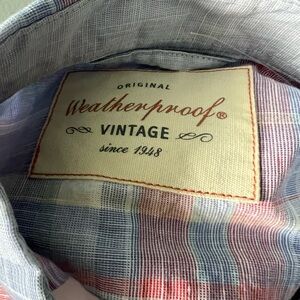 ORIGINAL
Weatherproof®
VINTAGE
since 1948